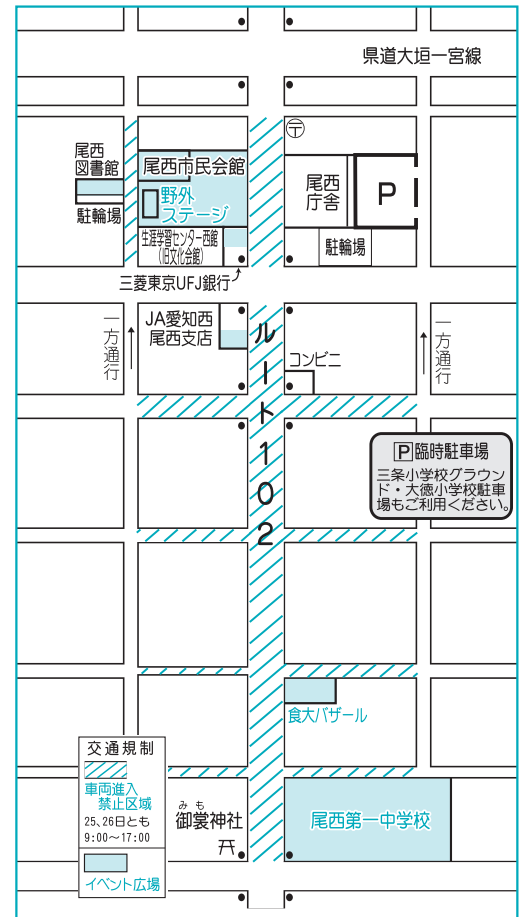 県道大垣一宮線
〒
尾西
図書館
駐輪場
尾西市民会館
野外
ステージ
生涯学習センター西館
(旧文化会館)
尾西
庁舎
P
駐輪場
三菱東京UFJ銀行
一方通行
JA愛知西
尾西支店
ルート102
コンビニ
一方通行
P臨時駐車場
三条小学校グラウン
ド・大徳小学校駐車
場もご利用ください。
食大バザール
交通規制
車両進入
禁止区域
25、26日とも
9:00〜17:00
イベント広場
みも
御裳神社
尾西第一中学校